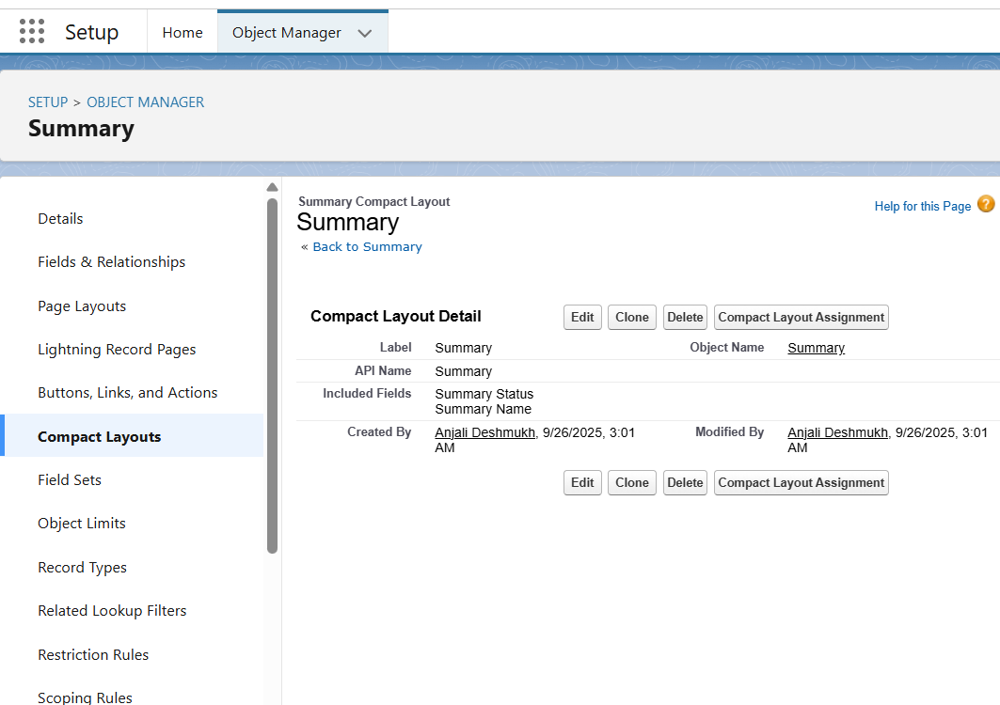 Setup
Home
Object Manager
SETUP > OBJECT MANAGER
Summary
Details
Fields & Relationships
Page Layouts
Lightning Record Pages
Buttons, Links, and Actions
Compact Layouts
Field Sets
Object Limits
Record Types
Related Lookup Filters
Restriction Rules
Scoping Rules
Summary Compact Layout
Summary
« Back to Summary
Help for this Page ?
Compact Layout Detail
Edit Clone Delete Compact Layout Assignment
Label Summary Object Name Summary
API Name Summary
Included Fields Summary Status
Summary Name
Created By Anjali Deshmukh, 9/26/2025, 3:01 Modified By Anjali Deshmukh, 9/26/2025, 3:01
AM AM
Edit Clone Delete Compact Layout Assignment